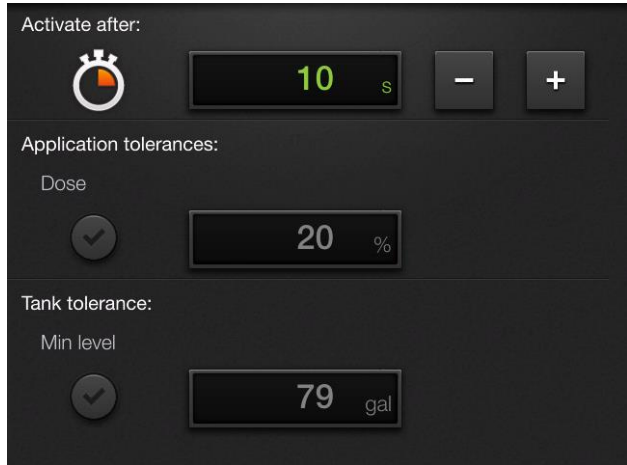 Activate after:
10 s - +
Application tolerances:
Dose
20 %
Tank tolerance:
Min level
79 gal